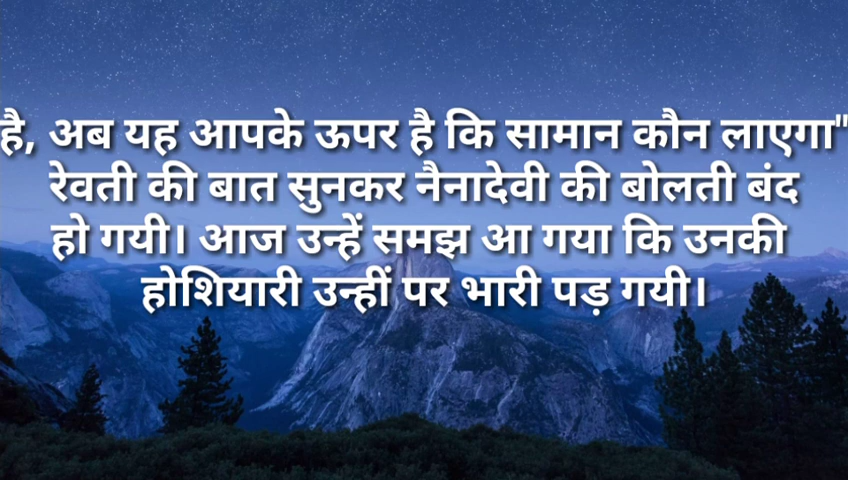 है, अब यह आपके ऊपर है कि सामान कौन लाएगा"
रेवती की बात सुनकर नैनादेवी की बोलती बंद
हो गयी। आज उन्हें समझ आ गया कि उनकी
होशियारी उन्हीं पर भारी पड़ गयी।